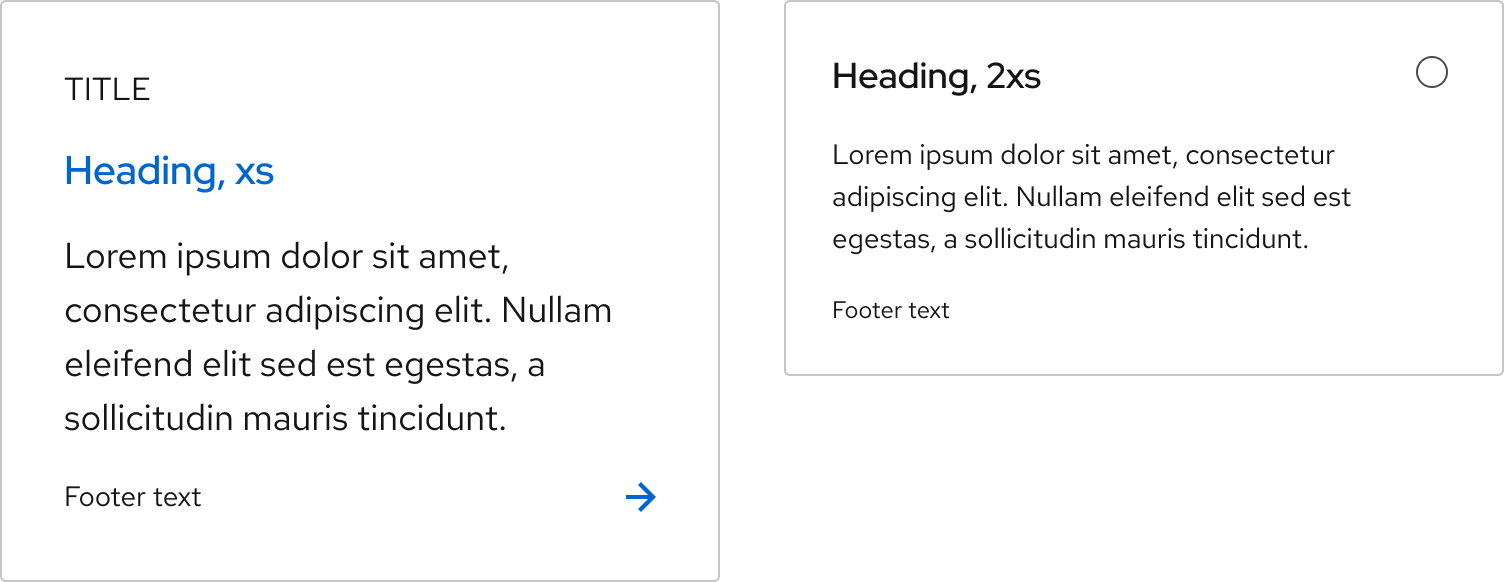 TITLE
Heading, xs
Lorem ipsum dolor sit amet,
consectetur adipiscing elit. Nullam
eleifend elit sed est egestas, a
sollicitudin mauris tincidunt.
Footer text
Heading, 2xs
Lorem ipsum dolor sit amet, consectetur
adipiscing elit. Nullam eleifend elit sed est
egestas, a sollicitudin mauris tincidunt.
Footer text